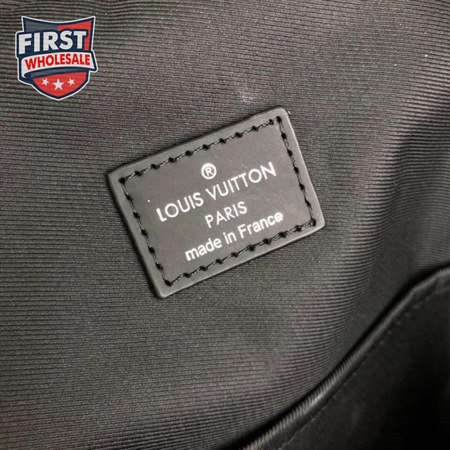 FIRST
WHOLESALE
®
LOUIS VUITTON
PARIS
made in France